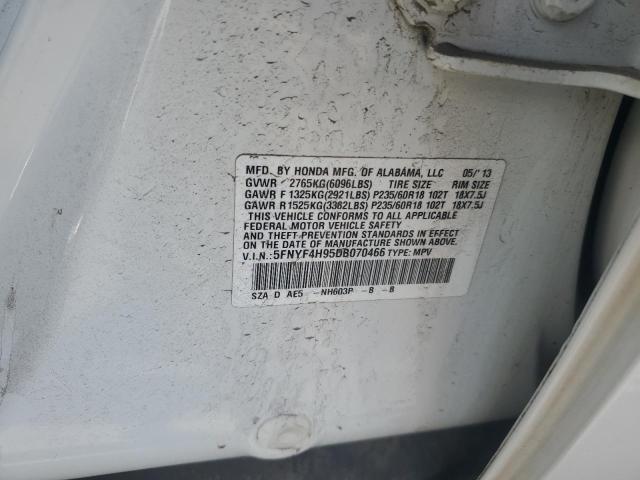 MFD. BY HONDA MFG. OF ALABAMA, LLC 05/'13
GVWR 2765KG(6096LBS) TIRE SIZE RIM SIZE
GAWR F 1325KG(2921LBS) P235/60R18 102T 18X7.5J
GAWR R 1525KG(3362LBS) P235/60R18 102T 18X7.5J
THIS VEHICLE CONFORMS TO ALL APPLICABLE
FEDERAL MOTOR VEHICLE SAFETY
AND THEFT PREVENTION STANDARDS IN EFFECT
ON THE DATE OF MANUFACTURE SHOWN ABOVE.
V.I.N.: 5FNYF4H95DB070466 TYPE: MPV
SZA D AE5 -NH603P -B -B